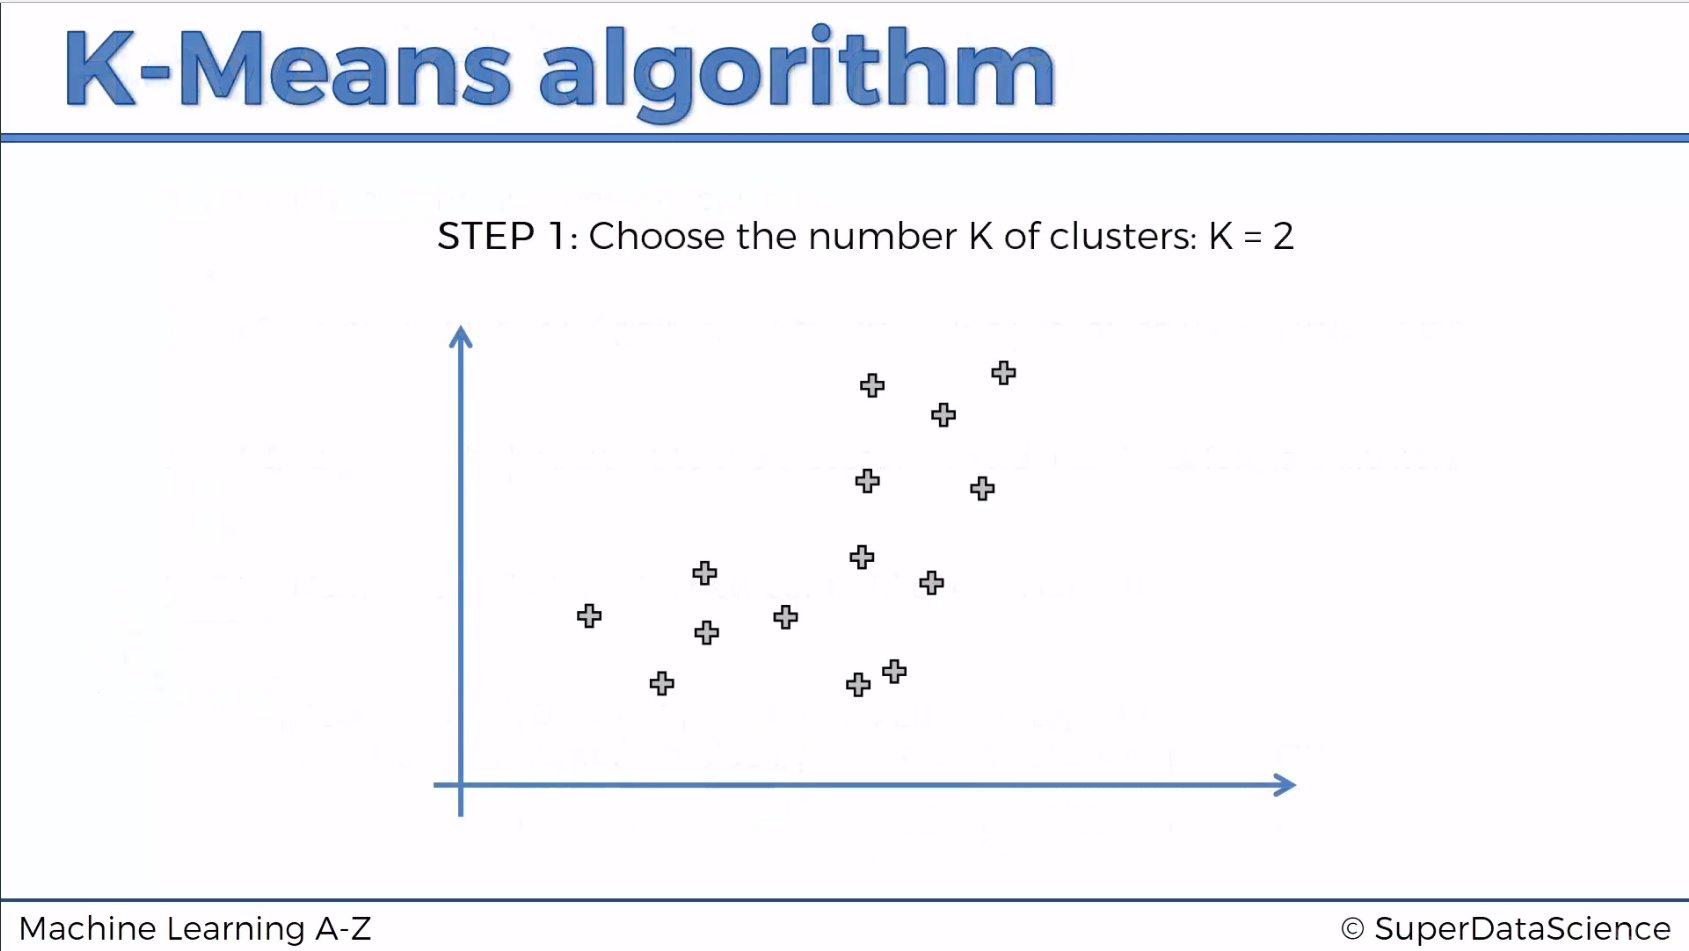 K-Means algorithm
STEP 1: Choose the number K of clusters: K = 2
Machine Learning A-Z
© SuperDataScience